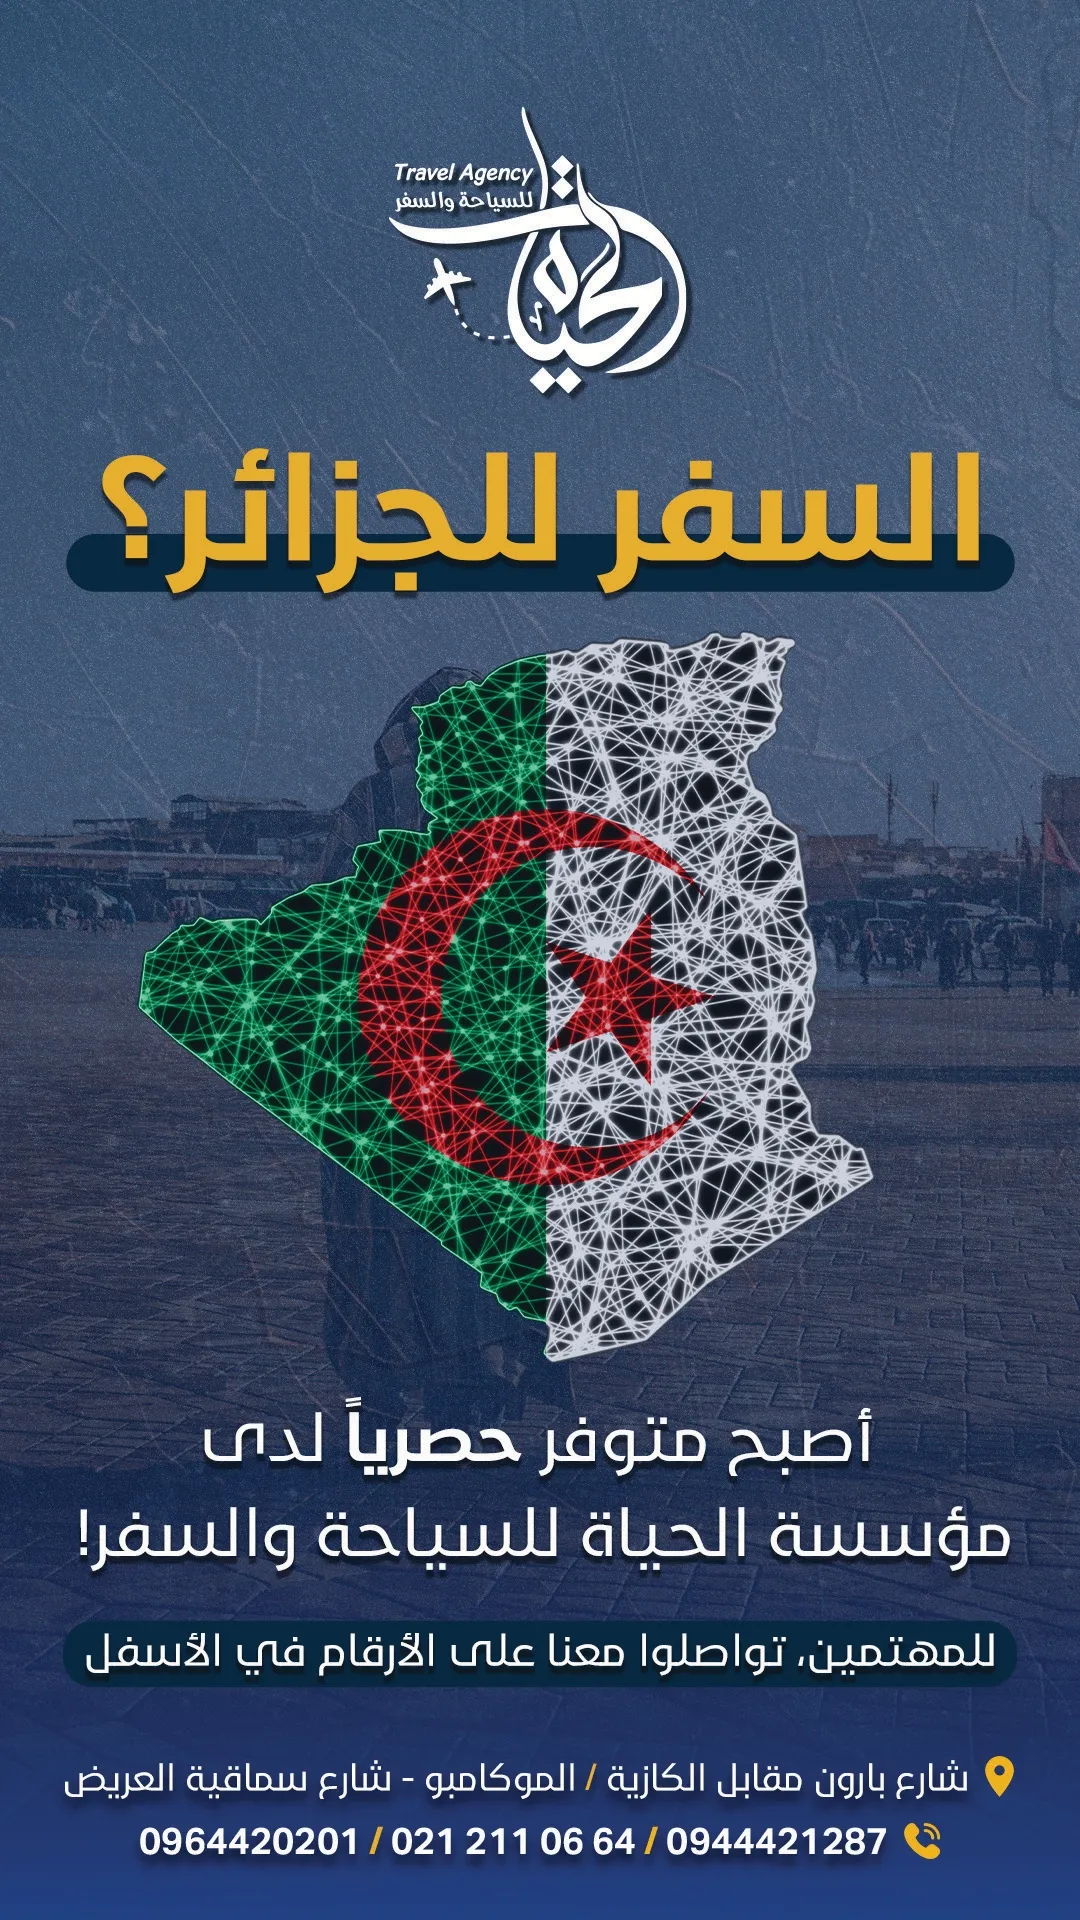 Travel Agency
للسياحة والسفر
الحياة
السفر للجزائر؟
أصبح متوفر حصرياً لدى
مؤسسة الحياة للسياحة والسفر!
للمهتمين، تواصلوا معنا على الأرقام في الأسفل
شارع بارون مقابل الكازية / الموكامبو - شارع سماقية العريض
0964420201 / 021 211 06 64 / 0944421287